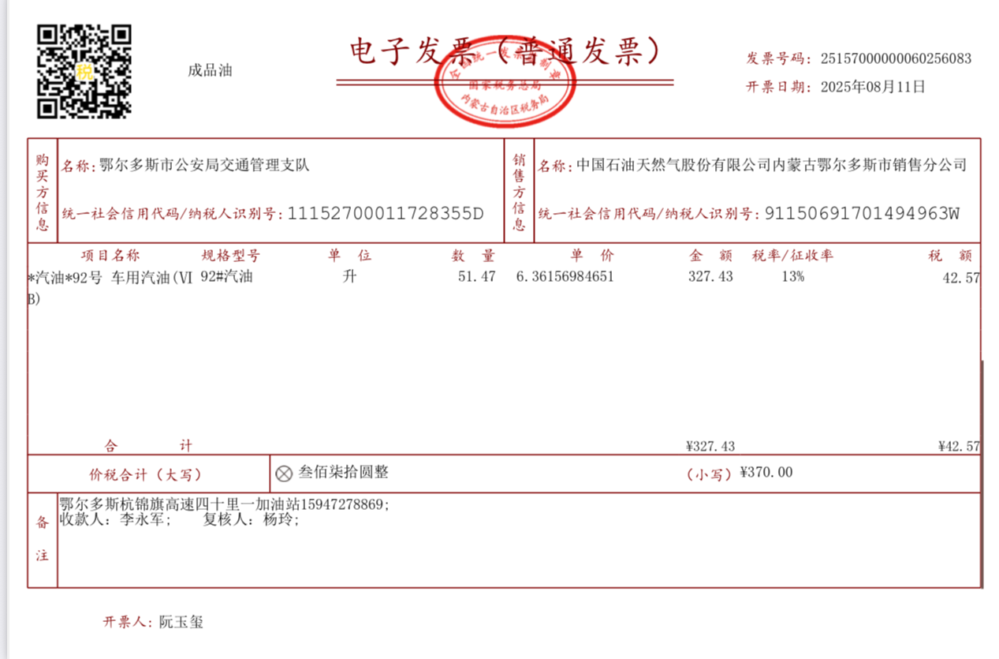 税
成品油
电子发票（普通发票）
全国统一发票监制章
国家税务总局
内蒙古自治区税务局
发票号码：25157000000060256083
开票日期：2025年08月11日
购买方信息
名称：鄂尔多斯市公安局交通管理支队
统一社会信用代码/纳税人识别号：11152700011728355D
销售方信息
名称：中国石油天然气股份有限公司内蒙古鄂尔多斯市销售分公司
统一社会信用代码/纳税人识别号：91150691701494963W
项目名称 规格型号 单 位 数 量 单 价 金 额 税率/征收率 税 额
*汽油*92号 车用汽油(VI 92#汽油 升 51.47 6.36156984651 327.43 13% 42.57
B)
合 计 ¥327.43 ¥42.57
价税合计（大写） ⊗ 叁佰柒拾圆整 （小写）¥370.00
备注
鄂尔多斯杭锦旗高速四十里一加油站15947278869;
收款人：李永军; 复核人：杨玲;
开票人：阮玉玺